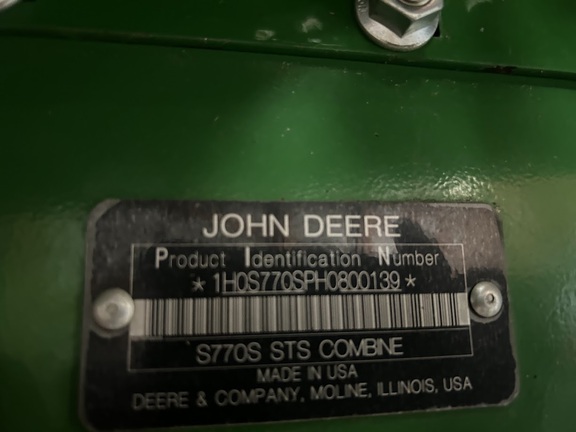 JOHN DEERE
Product Identification Number
*1H0S770SPH0800139*
S770S STS COMBINE
MADE IN USA
DEERE & COMPANY, MOLINE, ILLINOIS, USA